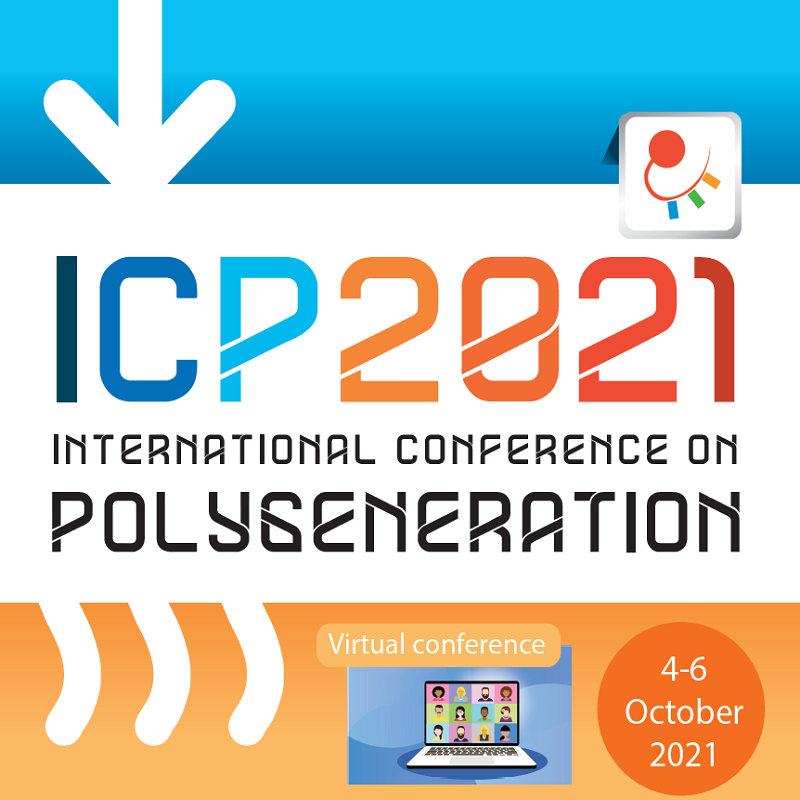 ICP2021
INTERNATIONAL CONFERENCE ON
POLYGENERATION
Virtual conference
4-6
October
2021